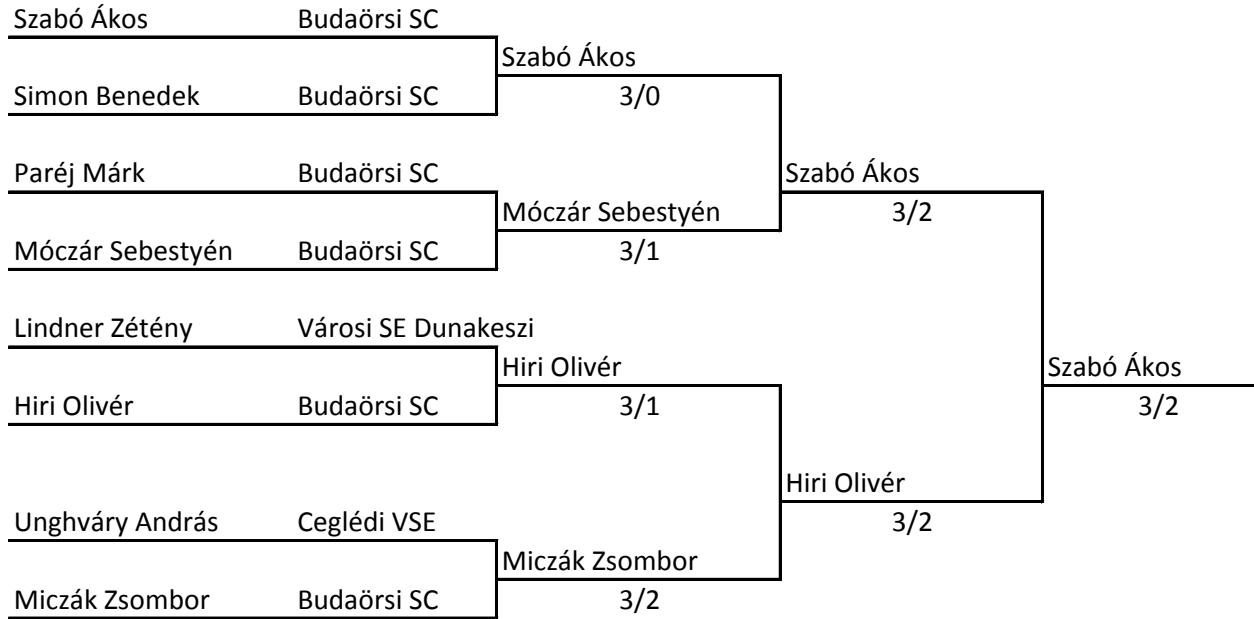 Szabó Ákos Budaörsi SC
Szabó Ákos
Simon Benedek Budaörsi SC 3/0
Paréj Márk Budaörsi SC Szabó Ákos
Móczár Sebestyén 3/2
Móczár Sebestyén Budaörsi SC 3/1
Lindner Zétény Városi SE Dunakeszi
Hiri Olivér Szabó Ákos
Hiri Olivér Budaörsi SC 3/1 3/2
Hiri Olivér
Unghváry András Ceglédi VSE 3/2
Miczák Zsombor
Miczák Zsombor Budaörsi SC 3/2